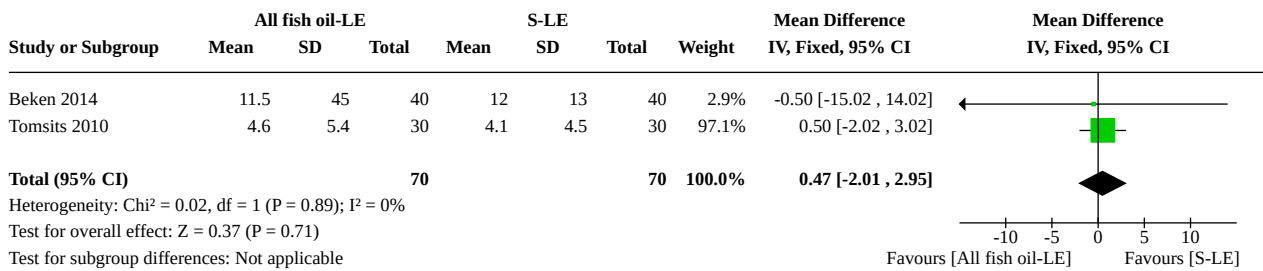 All fish oil-LE S-LE Mean Difference Mean Difference
Study or Subgroup Mean SD Total Mean SD Total Weight IV, Fixed, 95% CI IV, Fixed, 95% CI
Beken 2014 11.5 45 40 12 13 40 2.9% -0.50 [-15.02 , 14.02]
Tomsits 2010 4.6 5.4 30 4.1 4.5 30 97.1% 0.50 [-2.02 , 3.02]
Total (95% CI) 70 70 100.0% 0.47 [-2.01 , 2.95]
Heterogeneity: Chi² = 0.02, df = 1 (P = 0.89); I² = 0%
Test for overall effect: Z = 0.37 (P = 0.71) -10 -5 0 5 10
Test for subgroup differences: Not applicable Favours [All fish oil-LE] Favours [S-LE]